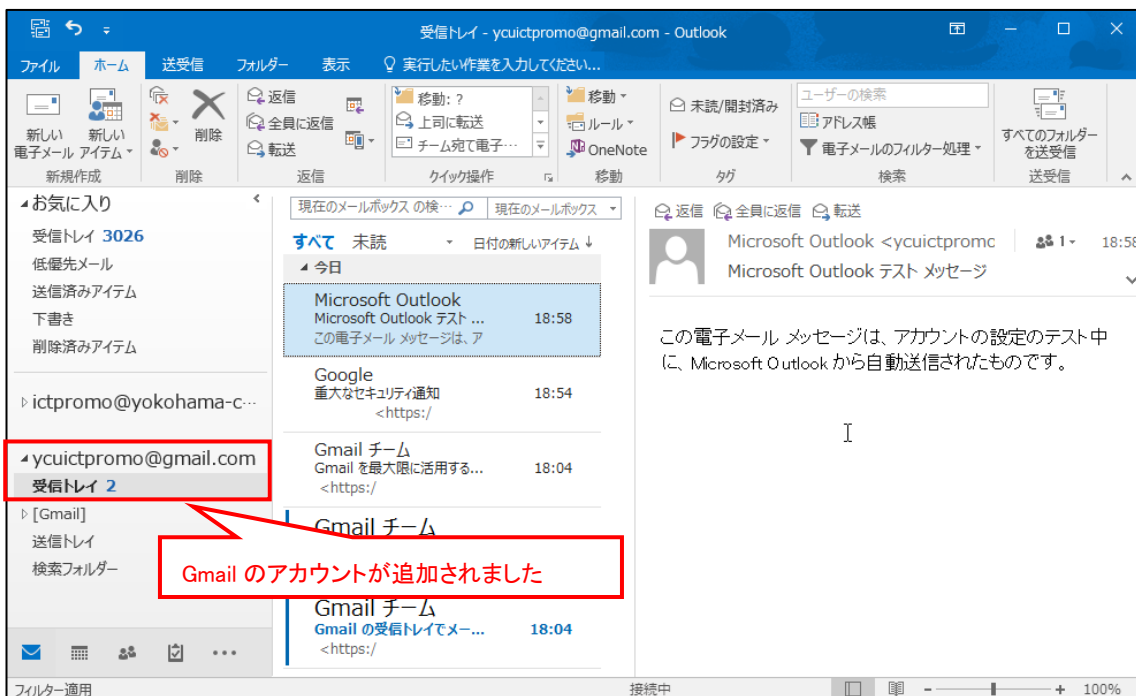 受信トレイ - ycuictpromo@gmail.com - Outlook
ファイル ホーム 送受信 フォルダー 表示 実行したい作業を入力してください...
新しい
電子メール
新しい
アイテム
新規作成
削除
削除
返信
全員に返信
転送
返信
移動: ?
上司に転送
チーム宛て電子…
クイック操作
移動
ルール
OneNote
移動
未読/開封済み
フラグの設定
タグ
ユーザーの検索
アドレス帳
電子メールのフィルター処理
検索
すべてのフォルダー
を送受信
送受信
お気に入り
受信トレイ 3026
低優先メール
送信済みアイテム
下書き
削除済みアイテム
ictpromo@yokohama-c…
ycuictpromo@gmail.com
受信トレイ 2
[Gmail]
送信トレイ
検索フォルダー
現在のメールボックス の検… 現在のメールボックス
すべて 未読 日付の新しいアイテム ↓
今日
Microsoft Outlook
Microsoft Outlook テスト ... 18:58
この電子メール メッセージは、ア
Google
重大なセキュリティ通知 18:54
<https:/
Gmail チーム
Gmail を最大限に活用する... 18:04
<https:/
Gmail チーム
Gmail のアカウントが追加されました
Gmail チーム
Gmail の受信トレイでメー... 18:04
<https:/
返信 全員に返信 転送
Microsoft Outlook <ycuictpromc 1 18:58
Microsoft Outlook テスト メッセージ
この電子メール メッセージは、アカウントの設定のテスト中
に、Microsoft Outlook から自動送信されたものです。
フィルター適用 接続中 100%